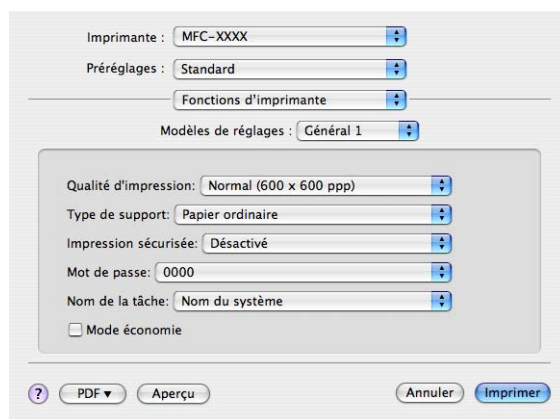 Imprimante : MFC-XXXX
Préréglages : Standard
Fonctions d'imprimante
Modèles de réglages : Général 1
Qualité d'impression: Normal (600 x 600 ppp)
Type de support: Papier ordinaire
Impression sécurisée: Désactivé
Mot de passe: 0000
Nom de la tâche: Nom du système
Mode économie
? PDF ▼ Aperçu Annuler Imprimer